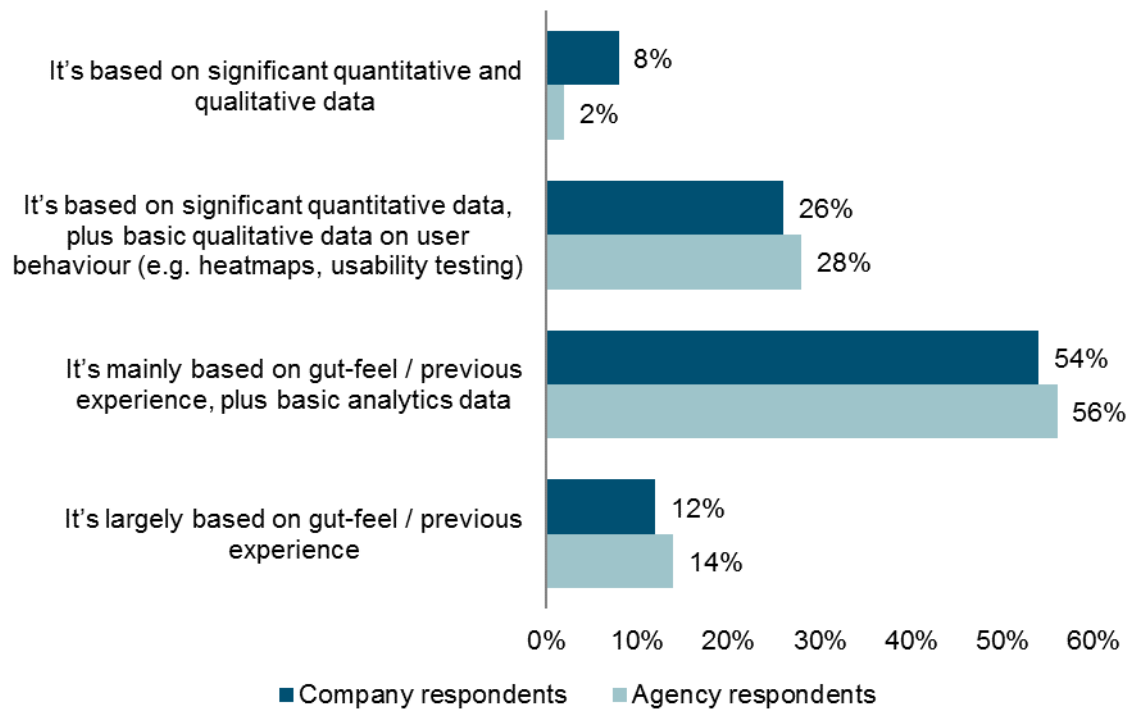 It’s based on significant quantitative and
qualitative data
8%
2%
It’s based on significant quantitative data,
plus basic qualitative data on user
behaviour (e.g. heatmaps, usability testing)
26%
28%
It’s mainly based on gut-feel / previous
experience, plus basic analytics data
54%
56%
It’s largely based on gut-feel / previous
experience
12%
14%
0% 10% 20% 30% 40% 50% 60%
Company respondents Agency respondents